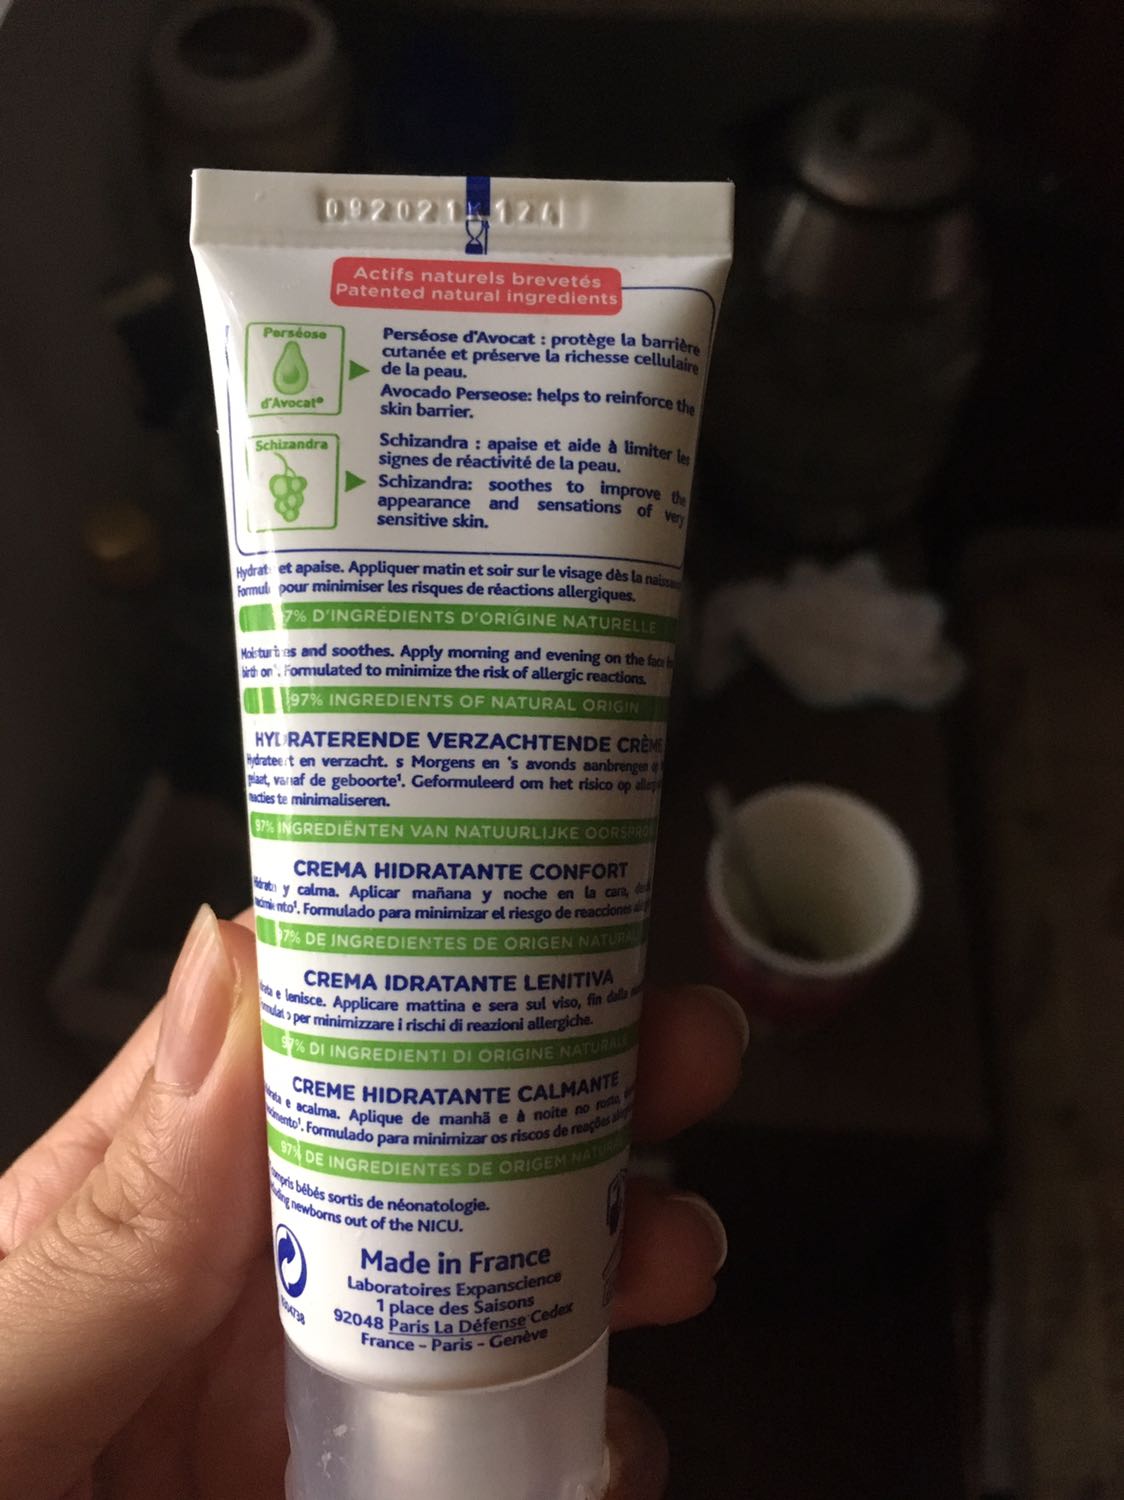 092021 124
Actifs naturels brevetés
Patented natural ingredients
Perséose
d'Avocat®
Perséose d'Avocat : protège la barrière
cutanée et préserve la richesse cellulaire
de la peau.
Avocado Perseose: helps to reinforce the
skin barrier.
Schizandra
Schizandra : apaise et aide à limiter les
signes de réactivité de la peau.
Schizandra: soothes to improve the
appearance and sensations of very
sensitive skin.
et apaise. Appliquer matin et soir sur le visage dès la
pour minimiser les risques de réactions allergiques.
97% D'INGRÉDIENTS D'ORIGINE NATURELLE
and soothes. Apply morning and evening on the face
birth on¹. Formulated to minimize the risk of allergic reactions.
97% INGREDIENTS OF NATURAL ORIGIN
HYDRATERENDE VERZACHTENDE CRÈME
Hydrateert en verzacht. s Morgens en 's avonds aanbrengen
gelaat, vanaf de geboorte¹. Geformuleerd om het risico op
reacties te minimaliseren.
97% INGREDIËNTEN VAN NATUURLIJKE
CREMA HIDRATANTE CONFORT
y calma. Aplicar mañana y noche en la cara,
Formulado para minimizar el riesgo de reacciones
97% DE INGREDIENTES DE ORIGEN NATURAL
CREMA IDRATANTE LENITIVA
e lenisce. Applicare mattina e sera sul viso, fin dalla
per minimizzare i rischi di reazioni allergiche.
97% DI INGREDIENTI DI ORIGINE NATURALE
CREME HIDRATANTE CALMANTE
e acalma. Aplique de manhã e à noite no rosto,
Formulado para minimizar os riscos de reações
97% DE INGREDIENTES DE ORIGEM
bébés sortis de néonatologie.
newborns out of the NICU.
Made in France
Laboratoires Expanscience
1 place des Saisons
92048 Paris La Défense Cedex
France - Paris - Genève